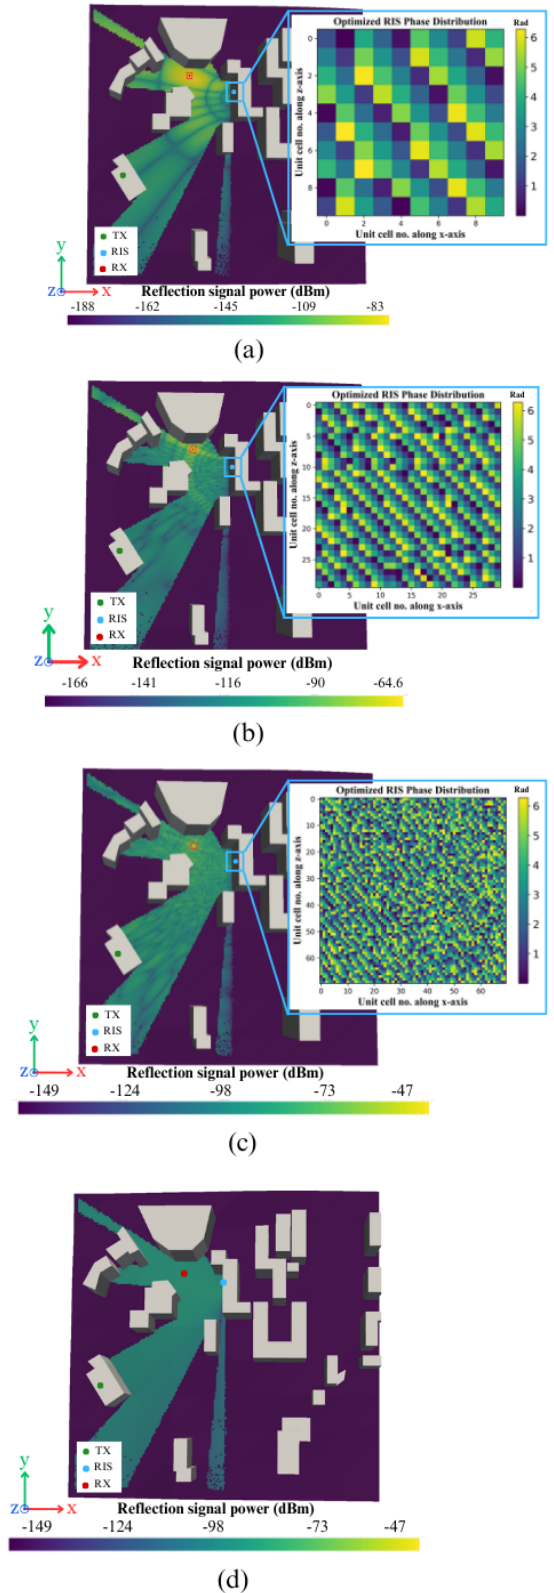 Optimized RIS Phase Distribution
Rad
Unit cell no. along z-axis
0
2
4
6
8
6
5
4
3
2
1
0 2 4 6 8
Unit cell no. along x-axis
TX
RIS
RX
y
z x
Reflection signal power (dBm)
-188 -162 -145 -109 -83
(a)
Optimized RIS Phase Distribution
Rad
Unit cell no. along z-axis
0
5
10
15
20
25
6
5
4
3
2
1
0 5 10 15 20 25
Unit cell no. along x-axis
TX
RIS
RX
y
z x
Reflection signal power (dBm)
-166 -141 -116 -90 -64.6
(b)
Optimized RIS Phase Distribution
Rad
Unit cell no. along z-axis
0
10
20
30
40
50
60
6
5
4
3
2
1
0 10 20 30 40 50 60
Unit cell no. along x-axis
TX
RIS
RX
y
z x
Reflection signal power (dBm)
-149 -124 -98 -73 -47
(c)
TX
RIS
RX
y
z x
Reflection signal power (dBm)
-149 -124 -98 -73 -47
(d)